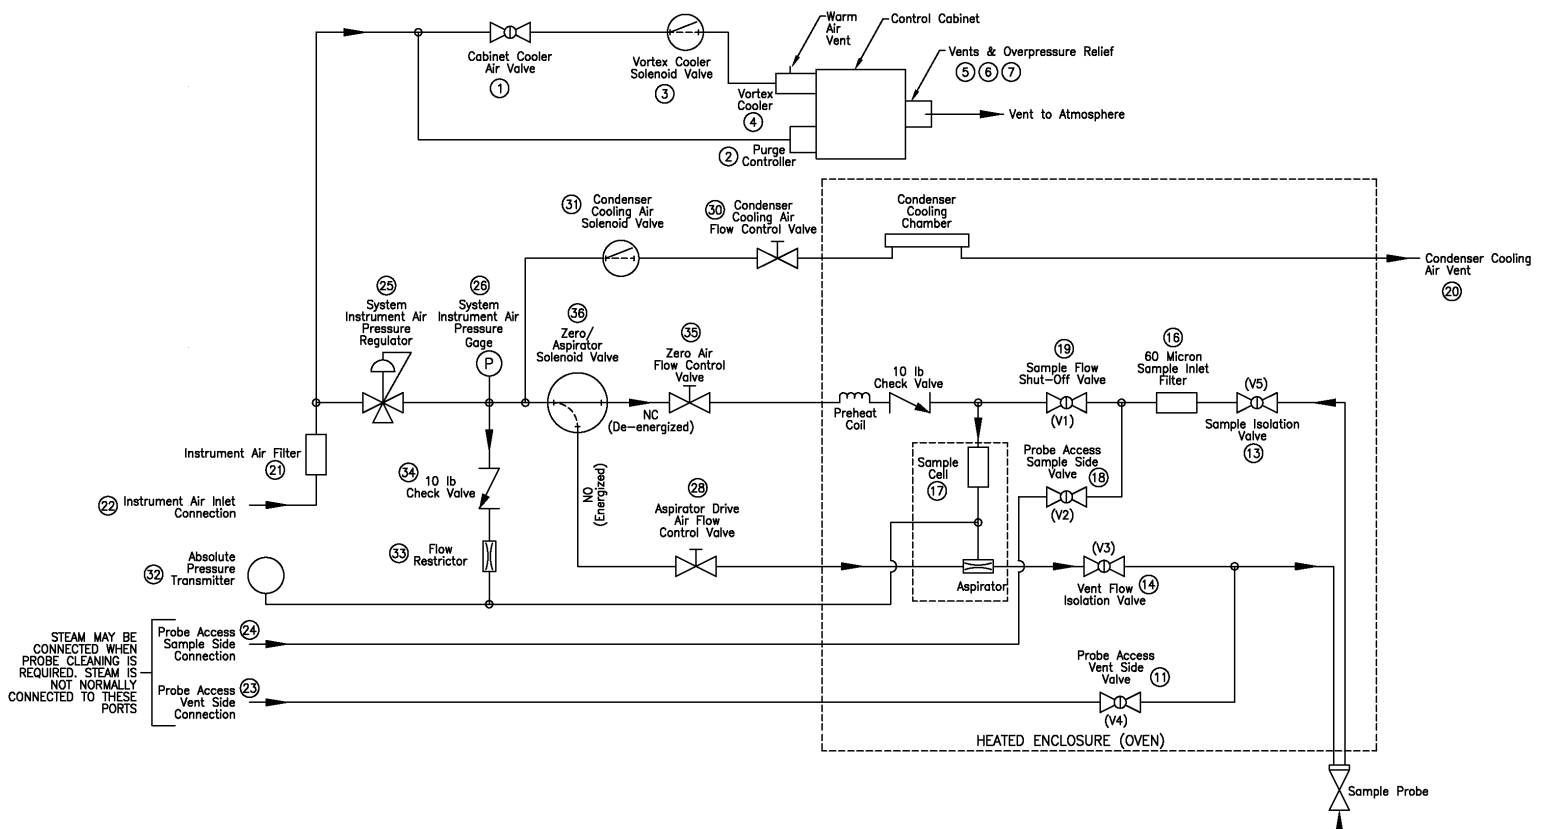 Warm
Air
Vent
Control Cabinet
Cabinet Cooler
Air Valve
1
Vortex Cooler
Solenoid Valve
3
Vents & Overpressure Relief
5 6 7
Vortex
Cooler
4
Vent to Atmosphere
2 Purge
Controller
31 Condenser
Cooling Air
Solenoid Valve
30 Condenser
Cooling Air
Flow Control Valve
Condenser
Cooling
Chamber
Condenser Cooling
Air Vent
20
25
System
Instrument Air
Pressure
Regulator
26
System
Instrument Air
Pressure
Gage
P
36
Zero/
Aspirator
Solenoid Valve
35
Zero Air
Flow Control
Valve
NC
(De-energized)
NO
(Energized)
Preheat
Coil
10 lb
Check Valve
19
Sample Flow
Shut-Off Valve
(V1)
16
60 Micron
Sample Inlet
Filter
(V5)
Sample Isolation
Valve
13
Instrument Air Filter
21
22 Instrument Air Inlet
Connection
34
10 lb
Check Valve
33 Flow
Restrictor
28
Aspirator Drive
Air Flow
Control Valve
Sample
Cell
17
Probe Access
Sample Side
Valve 18
(V2)
Aspirator
(V3)
Vent Flow 14
Isolation Valve
32 Absolute
Pressure
Transmitter
STEAM MAY BE
CONNECTED WHEN
PROBE CLEANING IS
REQUIRED. STEAM IS
NOT NORMALLY
CONNECTED TO THESE
PORTS
Probe Access 24
Sample Side
Connection
Probe Access 23
Vent Side
Connection
Probe Access
Vent Side
Valve 11
(V4)
HEATED ENCLOSURE (OVEN)
Sample Probe